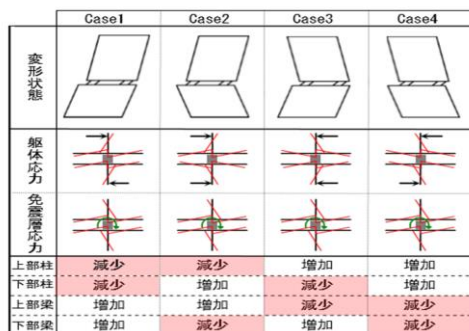 Case1 Case2 Case3 Case4
変形状態
躯体応力
免震層応力
上部柱 減少 減少 増加 増加
下部柱 減少 増加 減少 増加
上部梁 増加 増加 減少 減少
下部梁 増加 減少 増加 減少